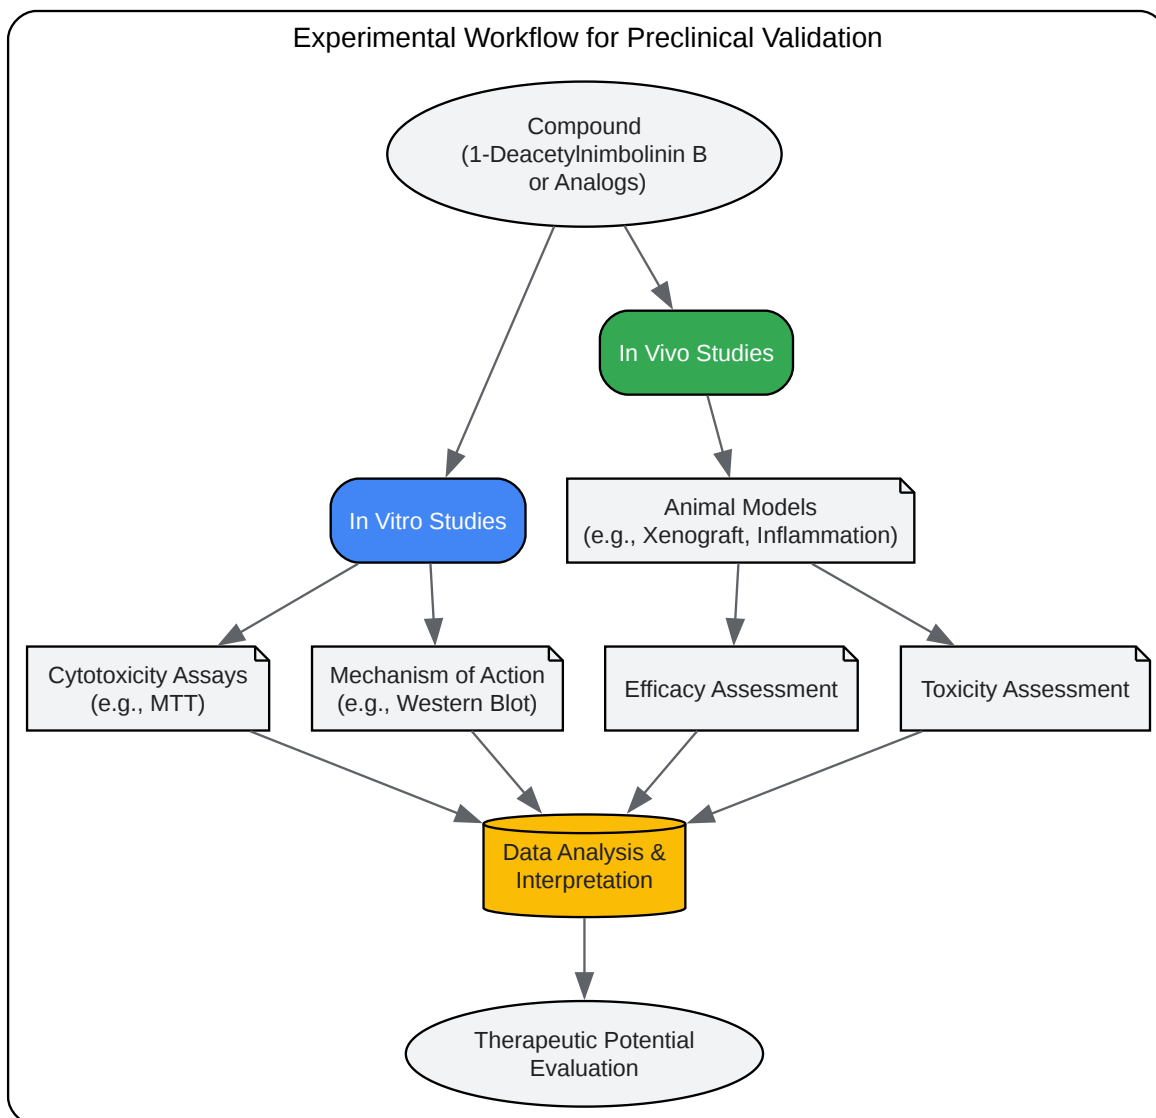 Experimental Workflow for Preclinical Validation
Compound
(1-Deacetylnimbolinin B
or Analogs)
In Vivo Studies
In Vitro Studies
Animal Models
(e.g., Xenograft, Inflammation)
Cytotoxicity Assays
(e.g., MTT)
Mechanism of Action
(e.g., Western Blot)
Efficacy Assessment
Toxicity Assessment
Data Analysis &
Interpretation
Therapeutic Potential
Evaluation